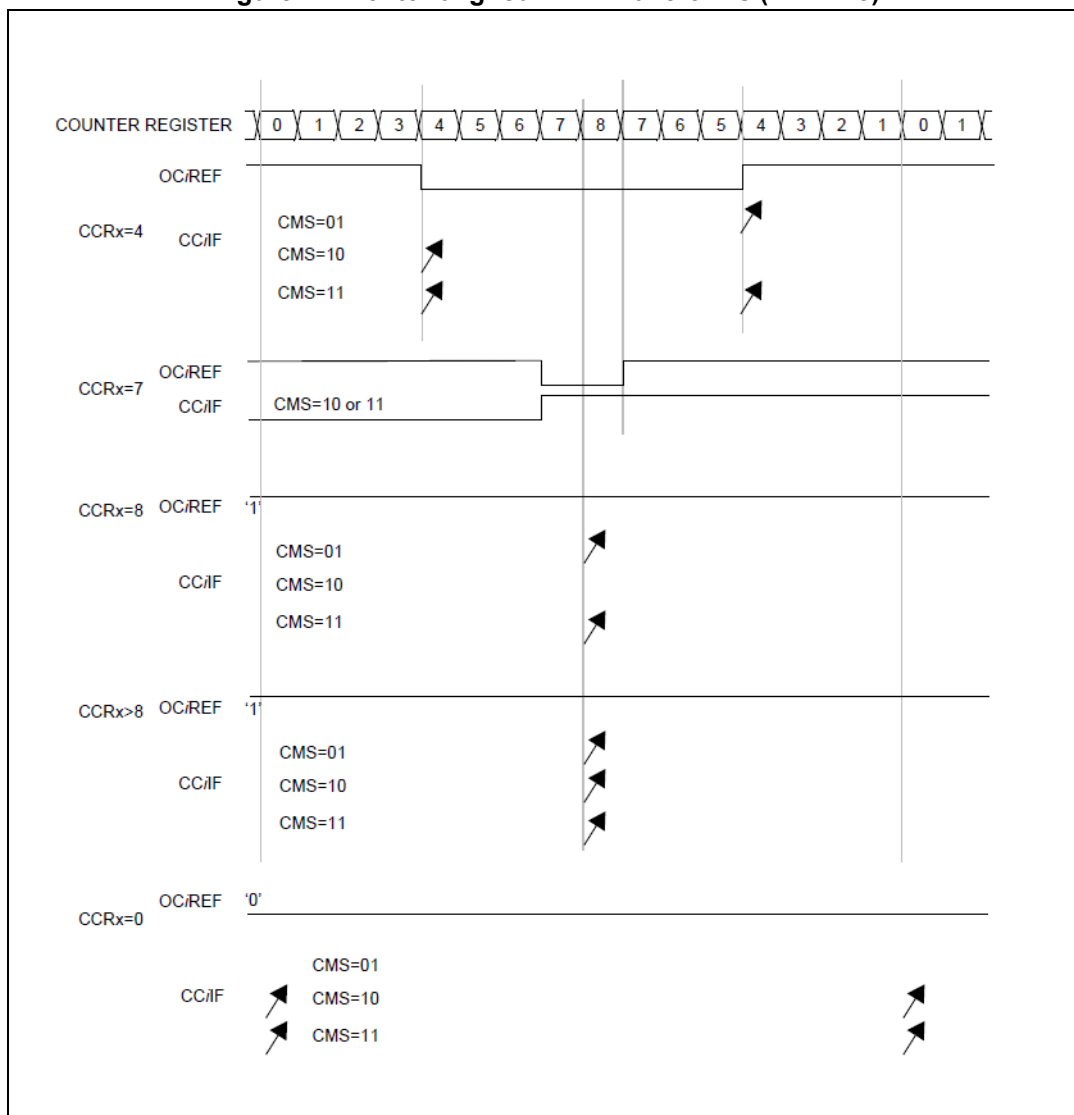 COUNTER REGISTER 0 1 2 3 4 5 6 7 8 7 6 5 4 3 2 1 0 1
OCiREF
CCRx=4 CCiIF
CMS=01
CMS=10
CMS=11
CCRx=7
OCiREF
CCiIF CMS=10 or 11
CCRx=8 OCiREF '1'
CMS=01
CCiIF CMS=10
CMS=11
CCRx>8 OCiREF '1'
CMS=01
CCiIF CMS=10
CMS=11
OCiREF '0'
CCRx=0
CMS=01
CCiIF CMS=10
CMS=11